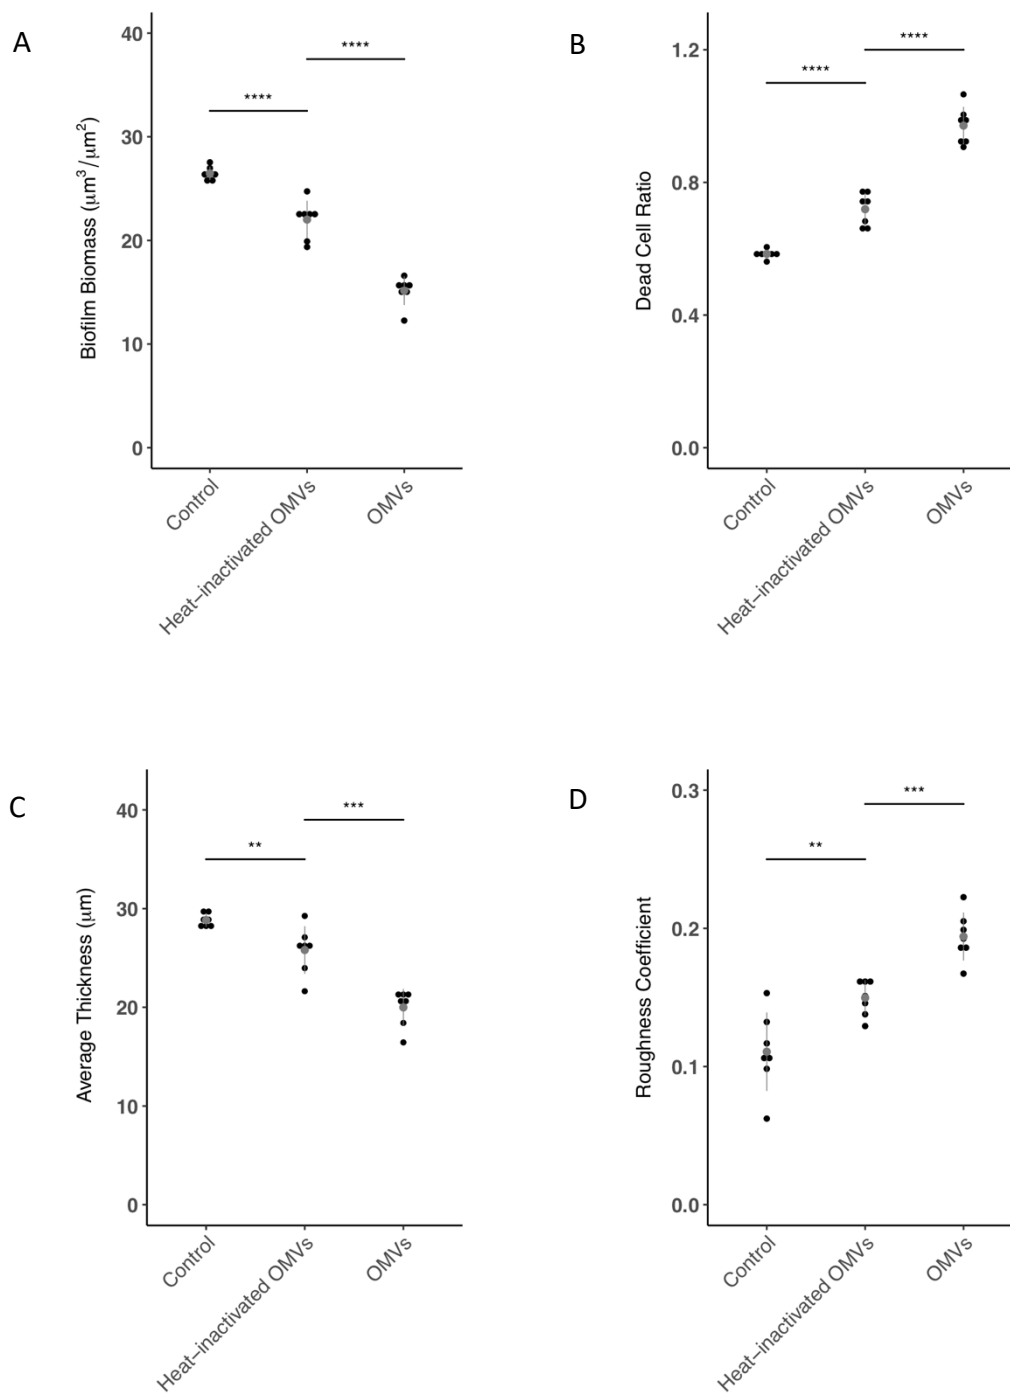 A
Biofilm Biomass (μm³/μm²)
40
30
20
10
0
****
****
Control
Heat−inactivated OMVs
OMVs
B
Dead Cell Ratio
1.2
0.8
0.4
0.0
****
****
Control
Heat−inactivated OMVs
OMVs
C
Average Thickness (μm)
40
30
20
10
0
**
***
Control
Heat−inactivated OMVs
OMVs
D
Roughness Coefficient
0.3
0.2
0.1
0.0
**
***
Control
Heat−inactivated OMVs
OMVs